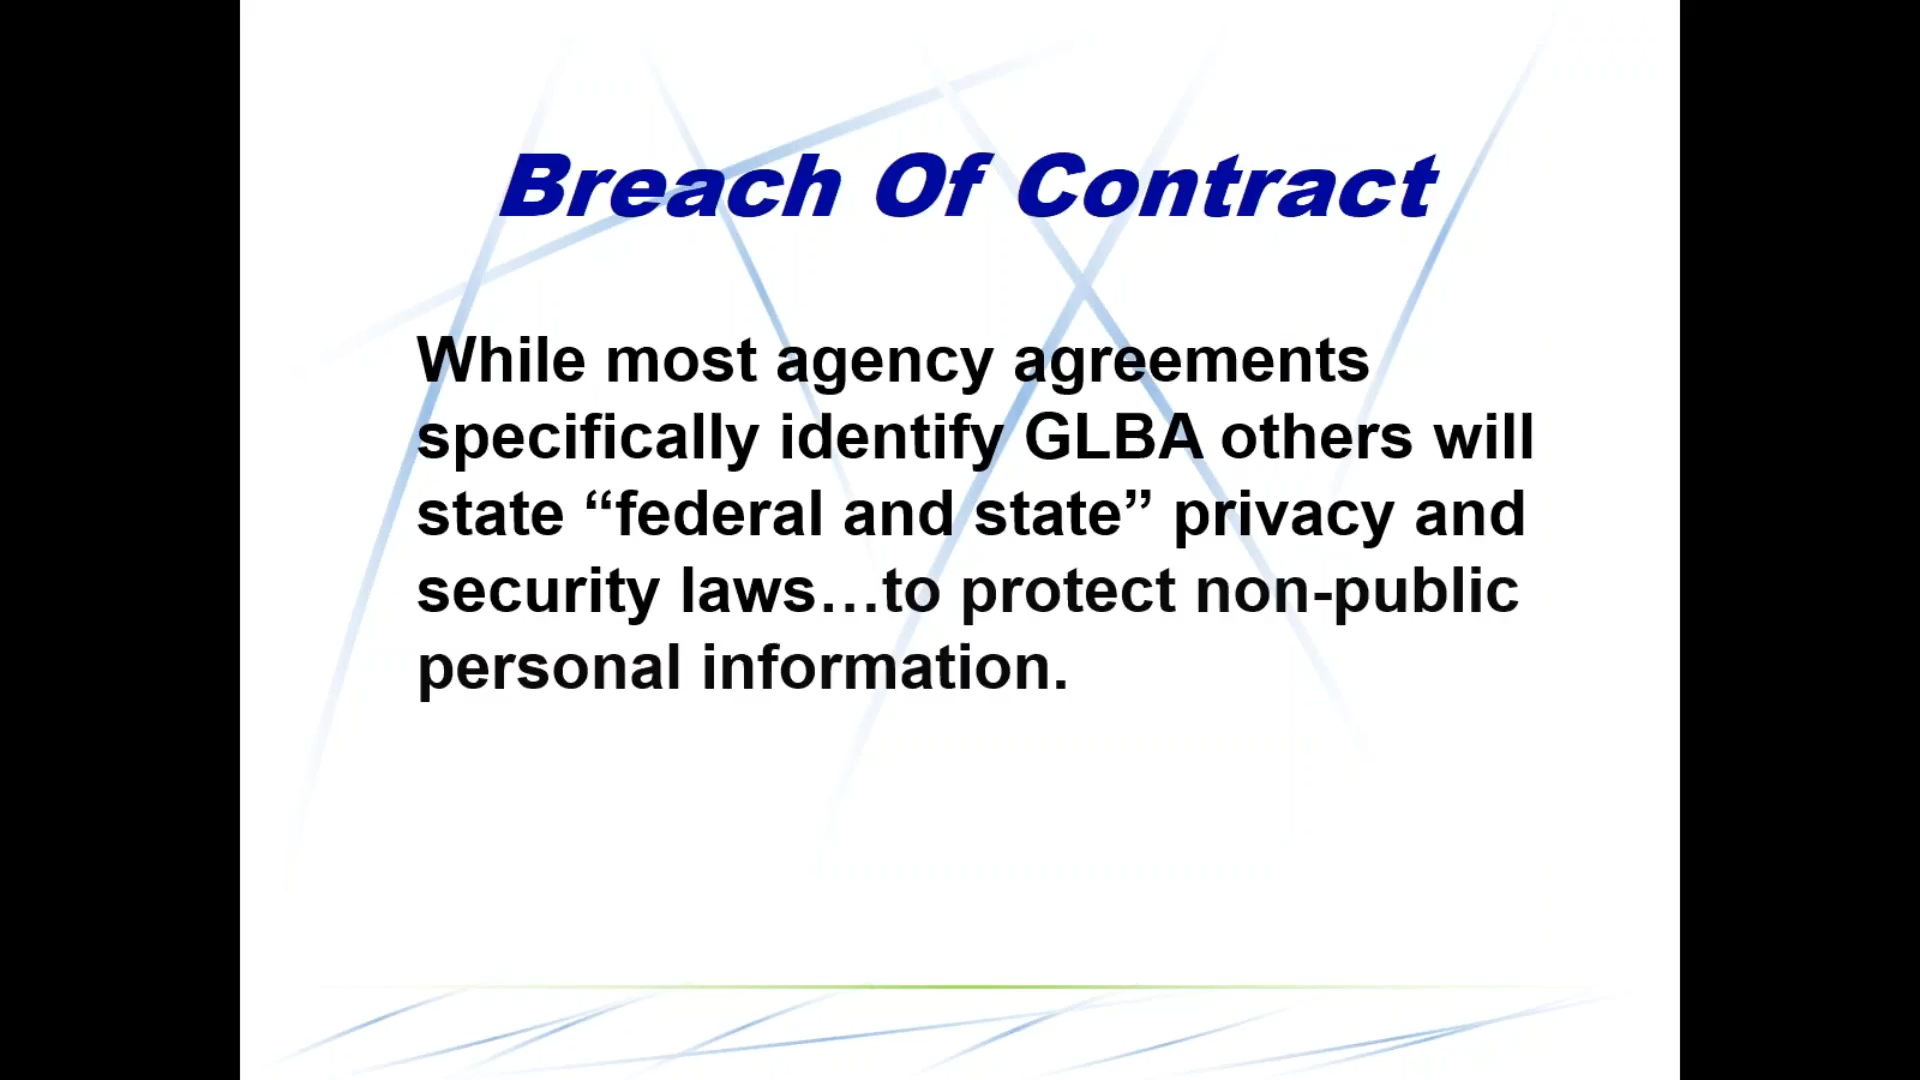 Breach Of Contract
While most agency agreements
specifically identify GLBA others will
state “federal and state” privacy and
security laws…to protect non-public
personal information.